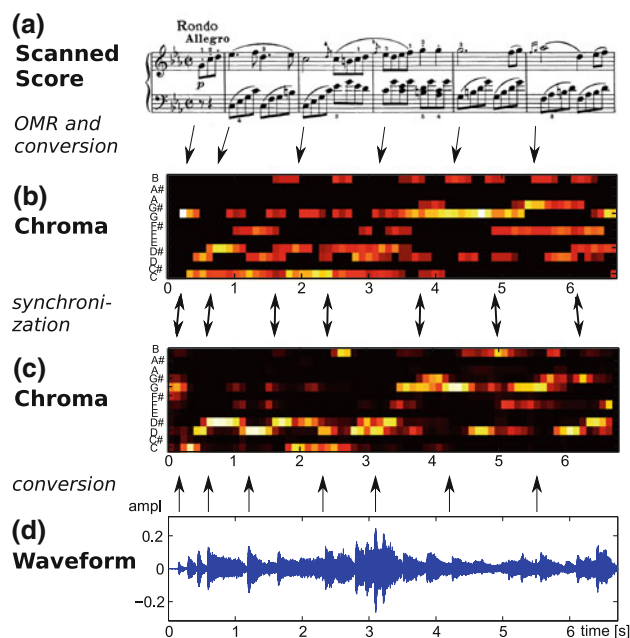 (a)
Scanned
Score
Rondo
Allegro
p
OMR and
conversion
(b)
Chroma
B
A#
A
G#
G
F#
F
E
D#
D
C#
C
0 1 2 3 4 5 6
synchroni-
zation
(c)
Chroma
B
A#
A
G#
G
F#
F
E
D#
D
C#
C
0 1 2 3 4 5 6
conversion
ampl
(d)
Waveform
0.2
0
−0.2
0 1 2 3 4 5 6 time [s]